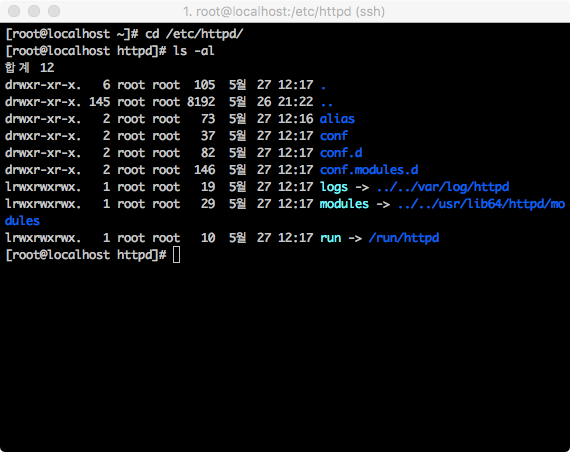 1. root@localhost:/etc/httpd (ssh)
[root@localhost ~]# cd /etc/httpd/
[root@localhost httpd]# ls -al
합계 12
drwxr-xr-x.   6 root root  105  5월  27 12:17 .
drwxr-xr-x. 145 root root 8192  5월  26 21:22 ..
drwxr-xr-x.   2 root root   73  5월  27 12:16 alias
drwxr-xr-x.   2 root root   37  5월  27 12:17 conf
drwxr-xr-x.   2 root root   82  5월  27 12:17 conf.d
drwxr-xr-x.   2 root root  146  5월  27 12:17 conf.modules.d
lrwxrwxrwx.   1 root root   19  5월  27 12:17 logs -> ../../var/log/httpd
lrwxrwxrwx.   1 root root   29  5월  27 12:17 modules -> ../../usr/lib64/httpd/mo
dules
lrwxrwxrwx.   1 root root   10  5월  27 12:17 run -> /run/httpd
[root@localhost httpd]#